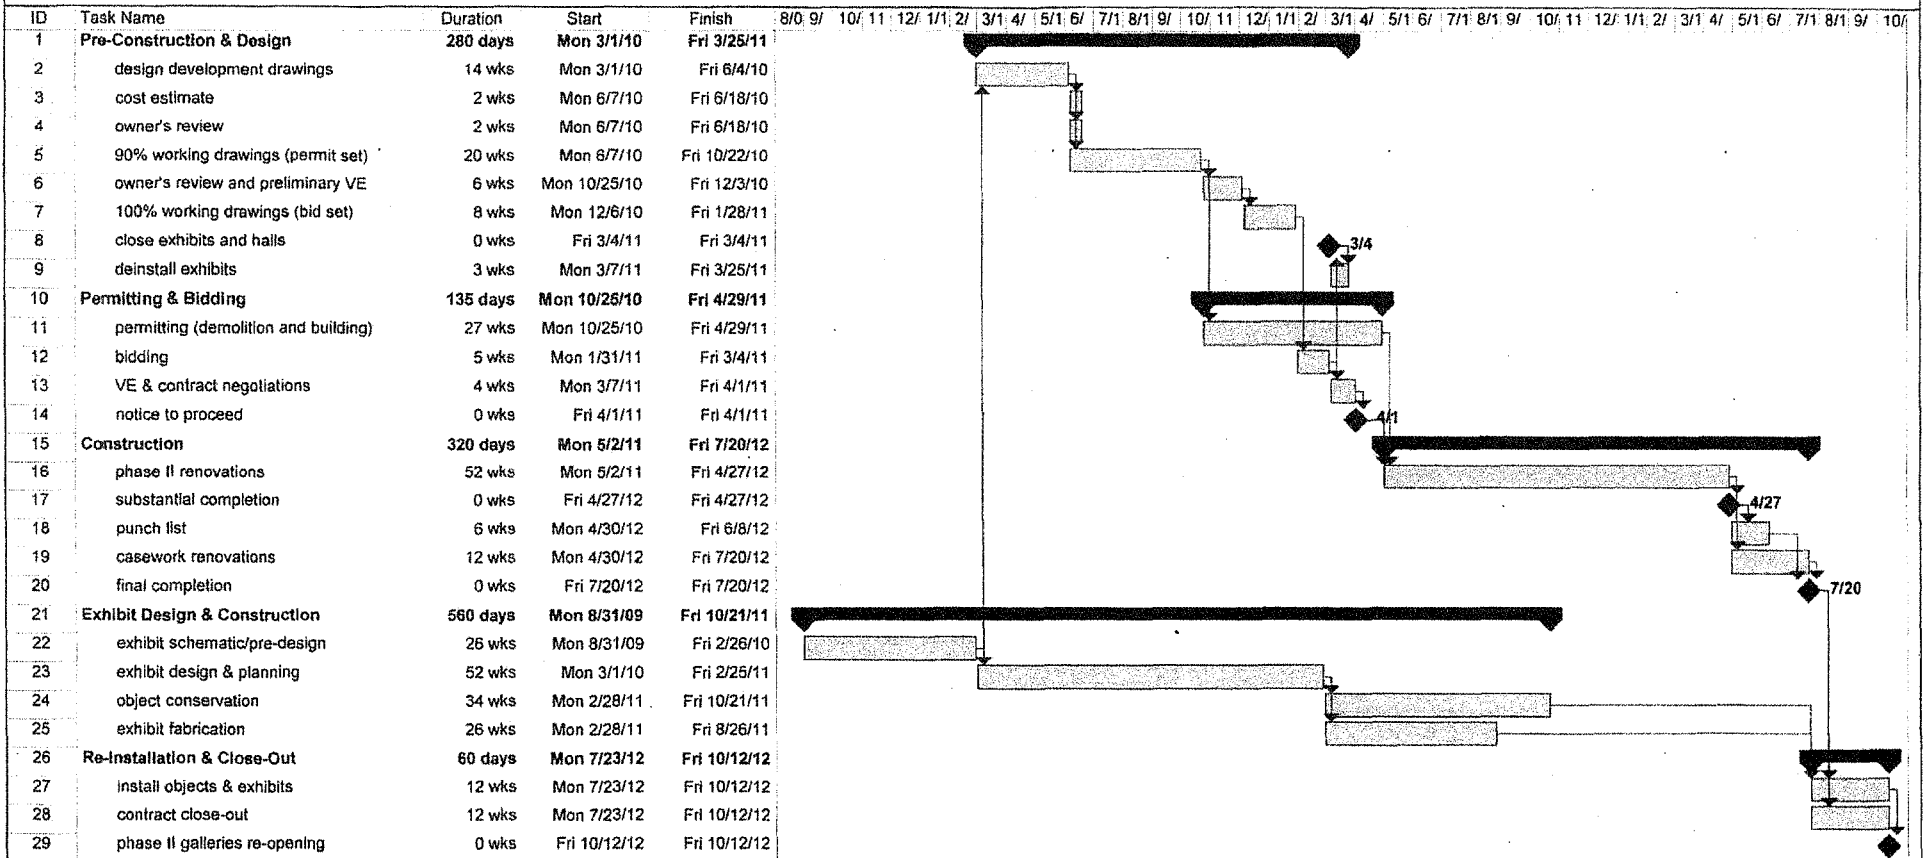 ID Task Name Duration Start Finish 8/0 9/ 10/ 11 12/ 1/1 2/ 3/1 4/ 5/1 6/ 7/1 8/1 9/ 10/ 11 12/ 1/1 2/ 3/1 4/ 5/1 6/ 7/1 8/1 9/ 10/ 11 12/ 1/1 2/ 3/1 4/ 5/1 6/ 7/1 8/1 9/ 10/
1 Pre-Construction & Design 280 days Mon 3/1/10 Fri 3/25/11
2 design development drawings 14 wks Mon 3/1/10 Fri 6/4/10
3 cost estimate 2 wks Mon 6/7/10 Fri 6/18/10
4 owner's review 2 wks Mon 6/7/10 Fri 6/18/10
5 90% working drawings (permit set) 20 wks Mon 6/7/10 Fri 10/22/10
6 owner's review and preliminary VE 6 wks Mon 10/25/10 Fri 12/3/10
7 100% working drawings (bid set) 8 wks Mon 12/6/10 Fri 1/28/11
8 close exhibits and halls 0 wks Fri 3/4/11 Fri 3/4/11 3/4
9 deinstall exhibits 3 wks Mon 3/7/11 Fri 3/25/11
10 Permitting & Bidding 135 days Mon 10/25/10 Fri 4/29/11
11 permitting (demolition and building) 27 wks Mon 10/25/10 Fri 4/29/11
12 bidding 5 wks Mon 1/31/11 Fri 3/4/11
13 VE & contract negotiations 4 wks Mon 3/7/11 Fri 4/1/11
14 notice to proceed 0 wks Fri 4/1/11 Fri 4/1/11 4/1
15 Construction 320 days Mon 5/2/11 Fri 7/20/12
16 phase II renovations 52 wks Mon 5/2/11 Fri 4/27/12
17 substantial completion 0 wks Fri 4/27/12 Fri 4/27/12 4/27
18 punch list 6 wks Mon 4/30/12 Fri 6/8/12
19 casework renovations 12 wks Mon 4/30/12 Fri 7/20/12
20 final completion 0 wks Fri 7/20/12 Fri 7/20/12 7/20
21 Exhibit Design & Construction 560 days Mon 8/31/09 Fri 10/21/11
22 exhibit schematic/pre-design 26 wks Mon 8/31/09 Fri 2/26/10
23 exhibit design & planning 52 wks Mon 3/1/10 Fri 2/25/11
24 object conservation 34 wks Mon 2/28/11 Fri 10/21/11
25 exhibit fabrication 26 wks Mon 2/28/11 Fri 8/26/11
26 Re-Installation & Close-Out 60 days Mon 7/23/12 Fri 10/12/12
27 install objects & exhibits 12 wks Mon 7/23/12 Fri 10/12/12
28 contract close-out 12 wks Mon 7/23/12 Fri 10/12/12
29 phase II galleries re-opening 0 wks Fri 10/12/12 Fri 10/12/12